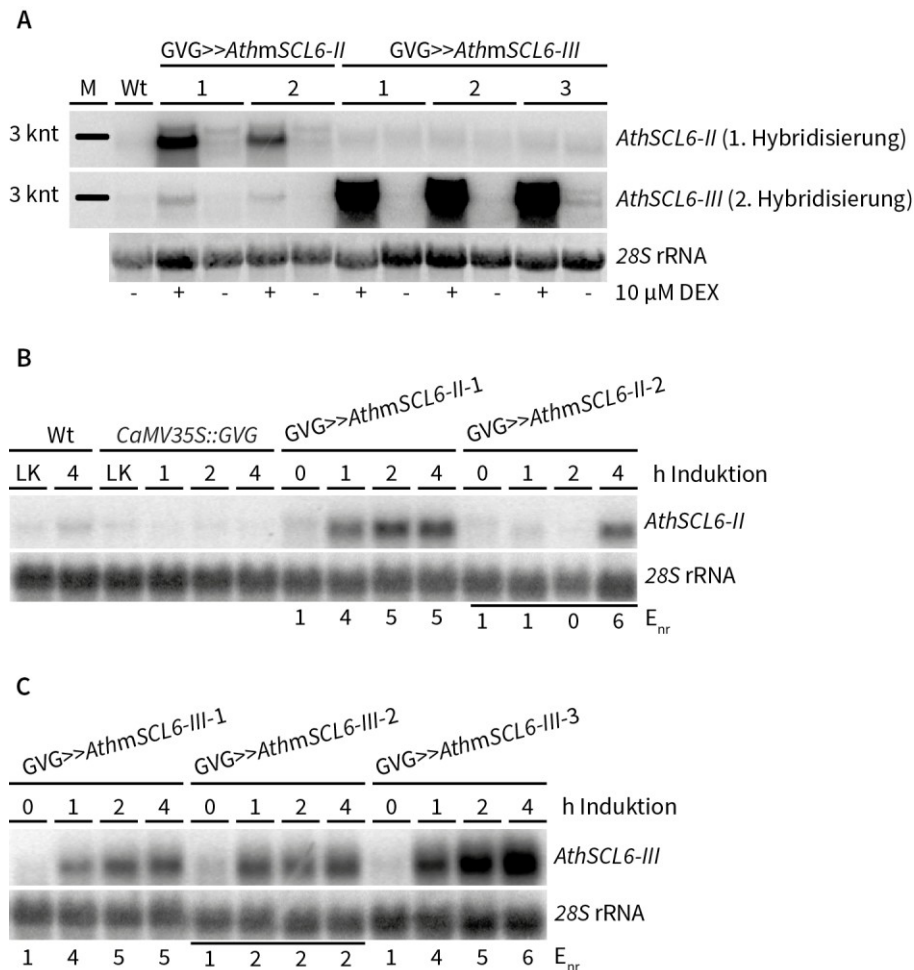 A
GVG>>AthmSCL6-II GVG>>AthmSCL6-III
M Wt 1 2 1 2 3
3 knt AthSCL6-II (1. Hybridisierung)
3 knt AthSCL6-III (2. Hybridisierung)
28S rRNA
- + - + - + - + - + - 10 µM DEX
B
Wt CaMV35S::GVG GVG>>AthmSCL6-II-1 GVG>>AthmSCL6-II-2
LK 4 LK 1 2 4 0 1 2 4 0 1 2 4 h Induktion
AthSCL6-II
28S rRNA
1 4 5 5 1 1 0 6 Enr
C
GVG>>AthmSCL6-III-1 GVG>>AthmSCL6-III-2 GVG>>AthmSCL6-III-3
0 1 2 4 0 1 2 4 0 1 2 4 h Induktion
AthSCL6-III
28S rRNA
1 4 5 5 1 2 2 2 1 4 5 6 Enr